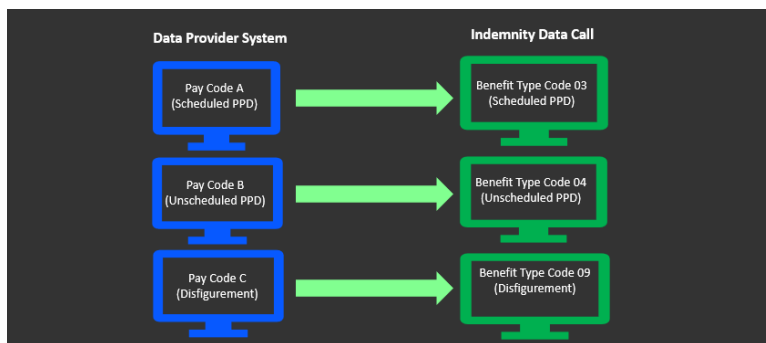 Data Provider System
Indemnity Data Call
Pay Code A
(Scheduled PPD)
Benefit Type Code 03
(Scheduled PPD)
Pay Code B
(Unscheduled PPD)
Benefit Type Code 04
(Unscheduled PPD)
Pay Code C
(Disfigurement)
Benefit Type Code 09
(Disfigurement)